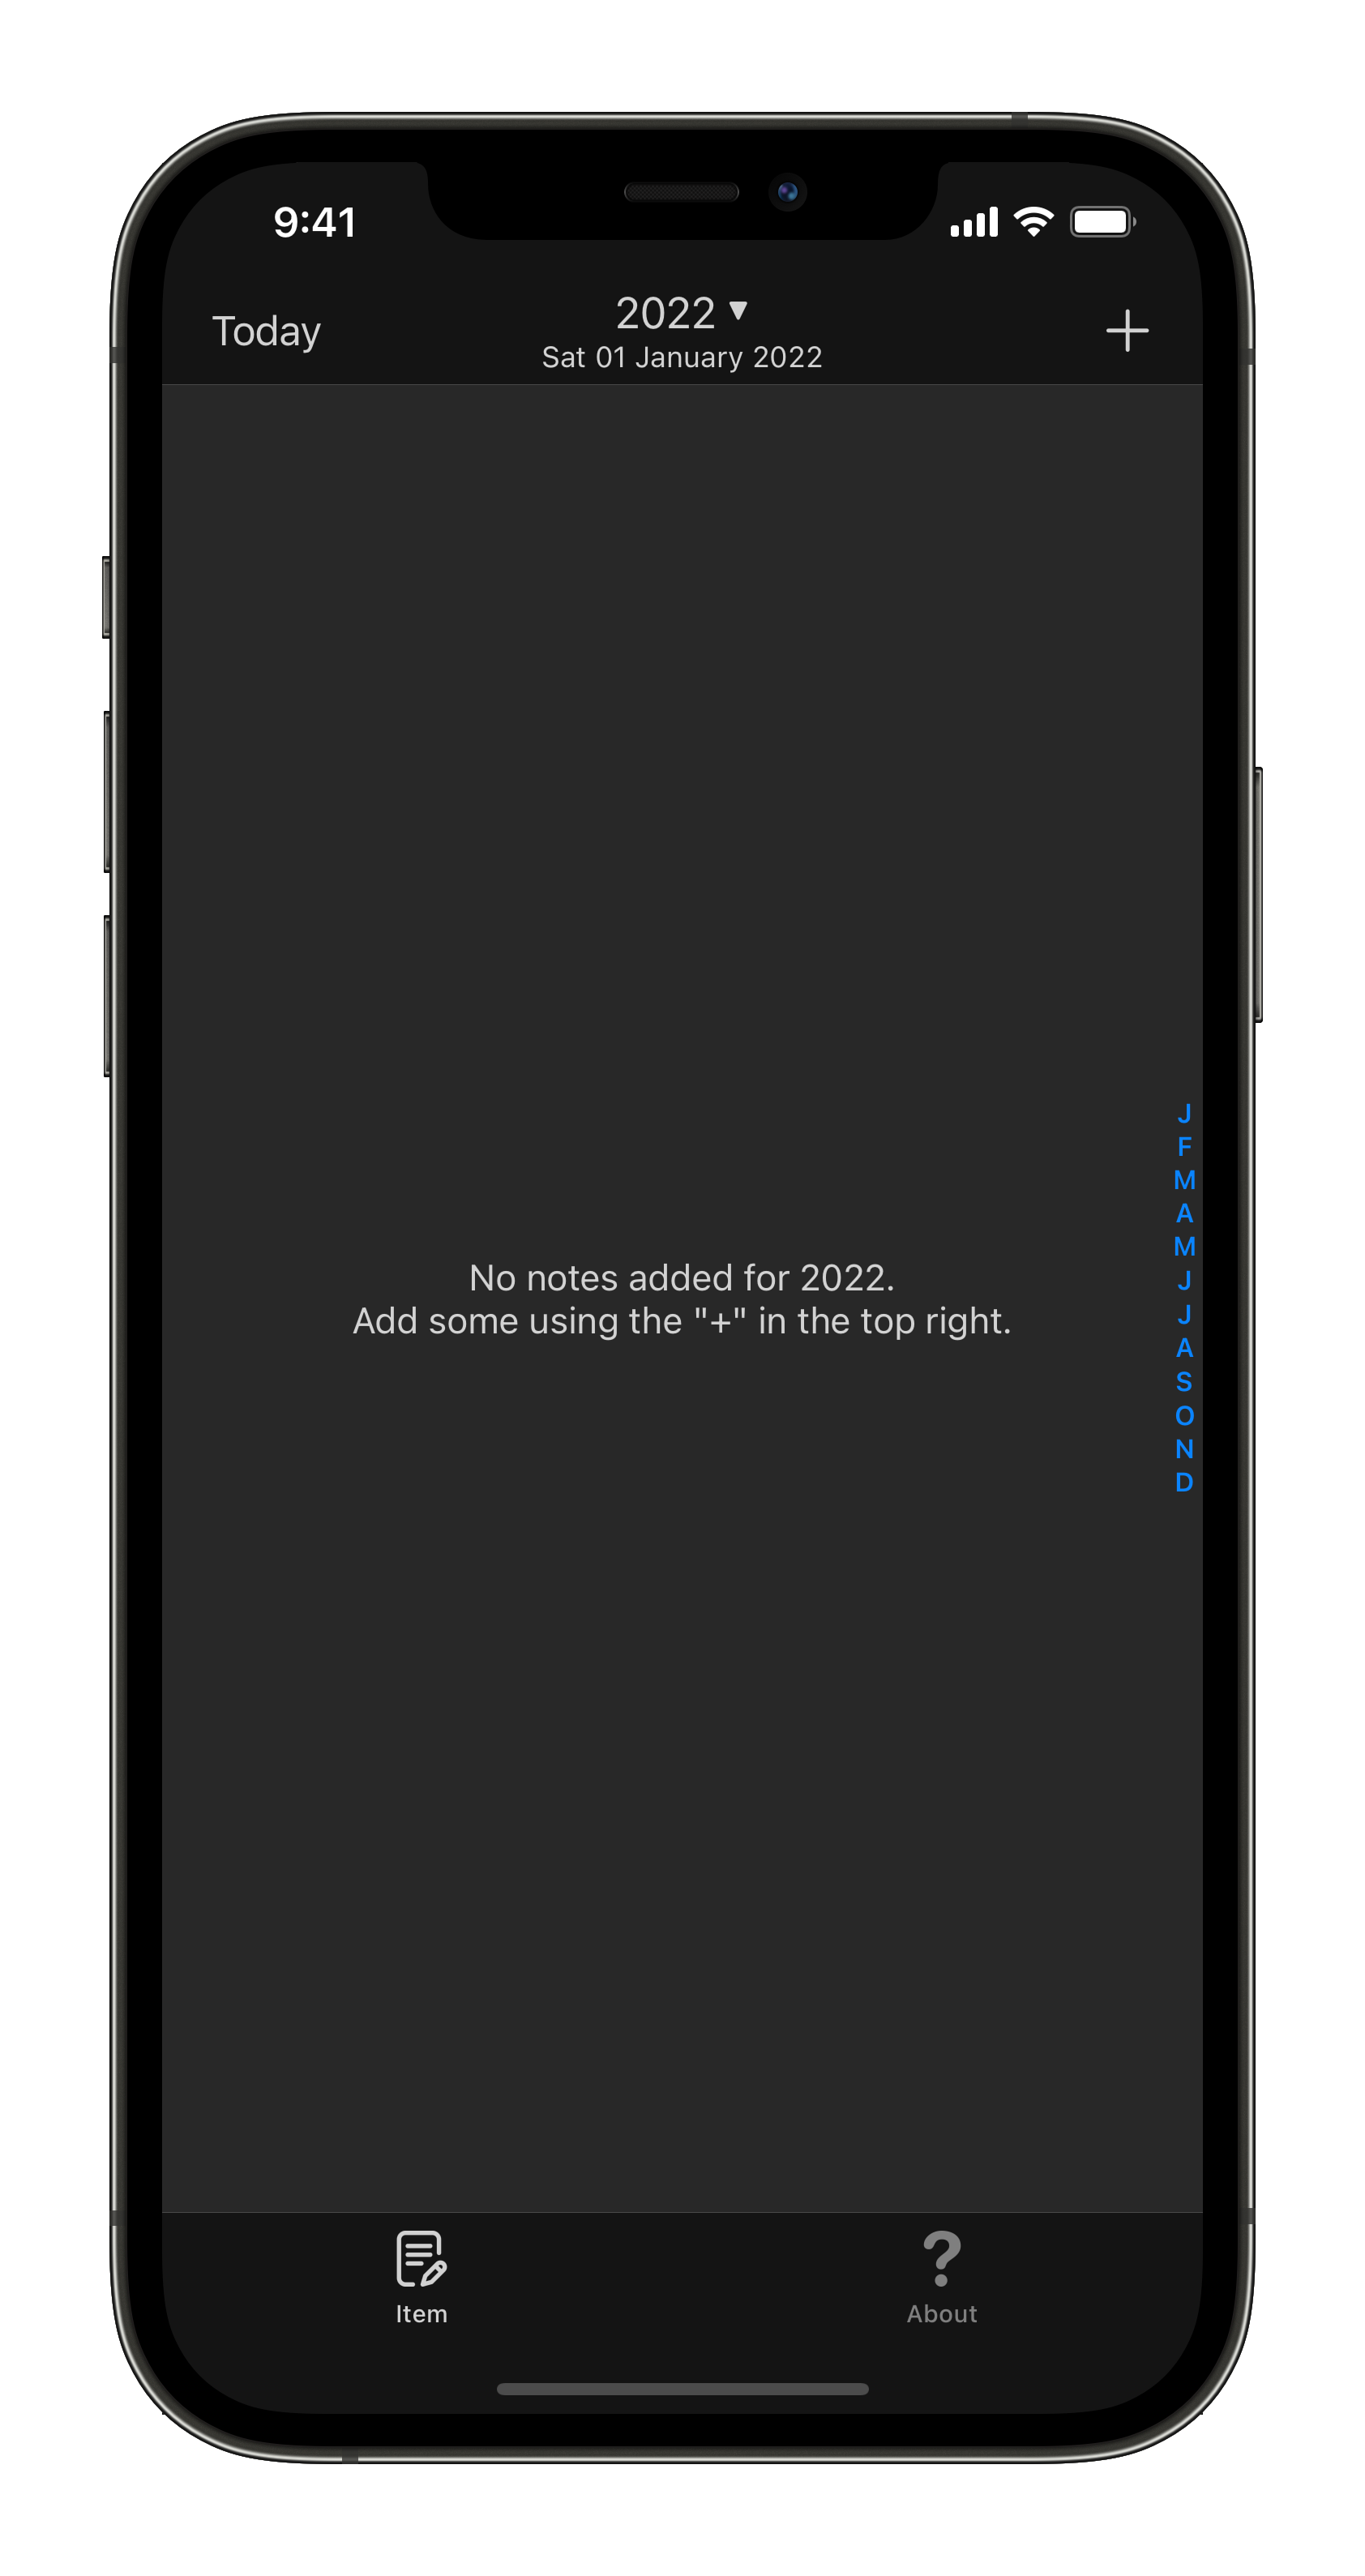 9:41
Today
2022 ▼
Sat 01 January 2022
+
No notes added for 2022.
Add some using the "+" in the top right.
J
F
M
A
M
J
J
A
S
O
N
D
Item
About